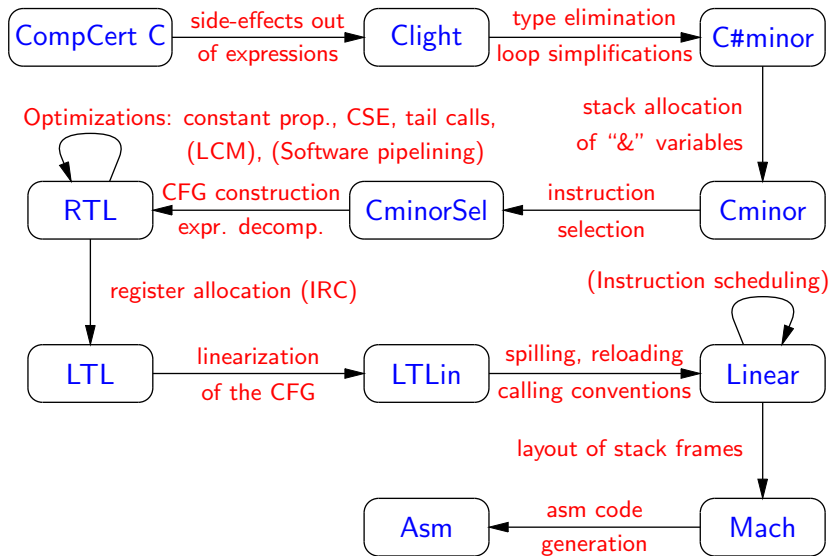 CompCert C
side-effects out
of expressions
Clight
type elimination
loop simplifications
C#minor
stack allocation
of “&” variables
Optimizations: constant prop., CSE, tail calls,
(LCM), (Software pipelining)
RTL
CFG construction
expr. decomp.
CminorSel
instruction
selection
Cminor
register allocation (IRC)
(Instruction scheduling)
LTL
linearization
of the CFG
LTLin
spilling, reloading
calling conventions
Linear
layout of stack frames
Asm
asm code
generation
Mach